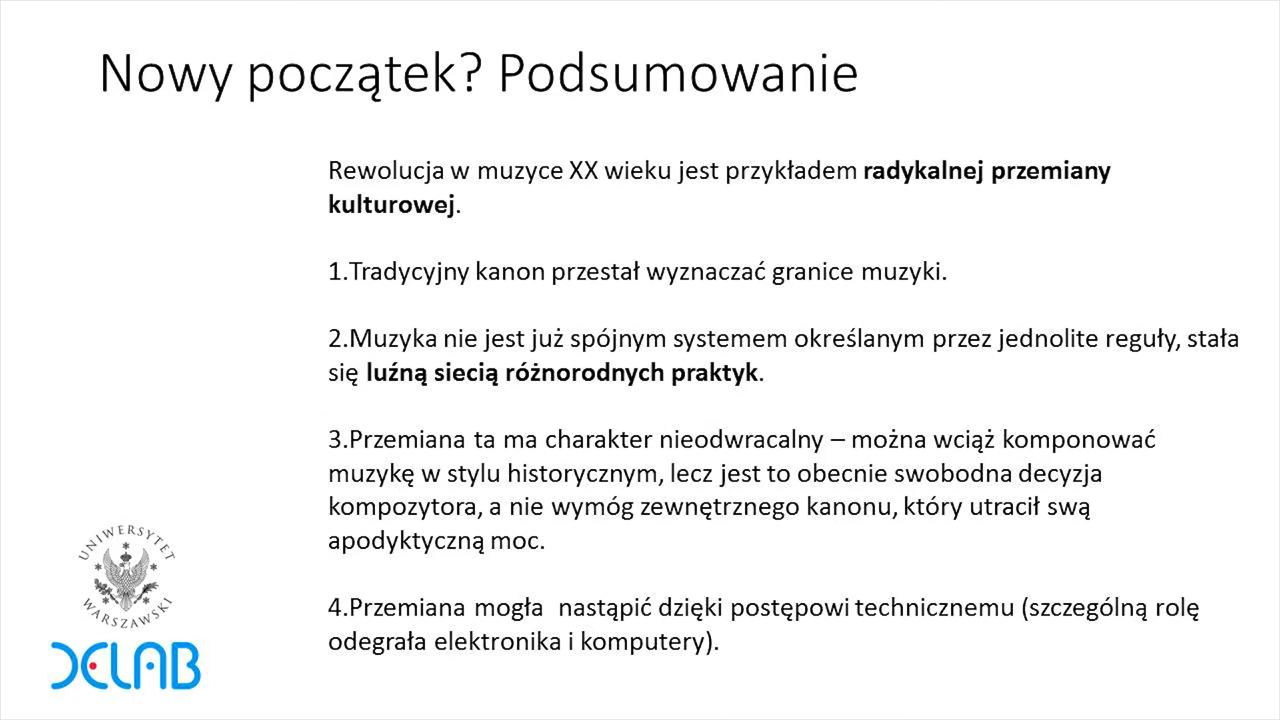 Nowy początek? Podsumowanie
Rewolucja w muzyce XX wieku jest przykładem radykalnej przemiany
kulturowej.
1.Tradycyjny kanon przestał wyznaczać granice muzyki.
2.Muzyka nie jest już spójnym systemem określanym przez jednolite reguły, stała
się luźną siecią różnorodnych praktyk.
3.Przemiana ta ma charakter nieodwracalny – można wciąż komponować
muzykę w stylu historycznym, lecz jest to obecnie swobodna decyzja
kompozytora, a nie wymóg zewnętrznego kanonu, który utracił swą
apodyktyczną moc.
4.Przemiana mogła  nastąpić dzięki postępowi technicznemu (szczególną rolę
odegrała elektronika i komputery).
UNIWERSYTET
WARSZAWSKI
DELAB